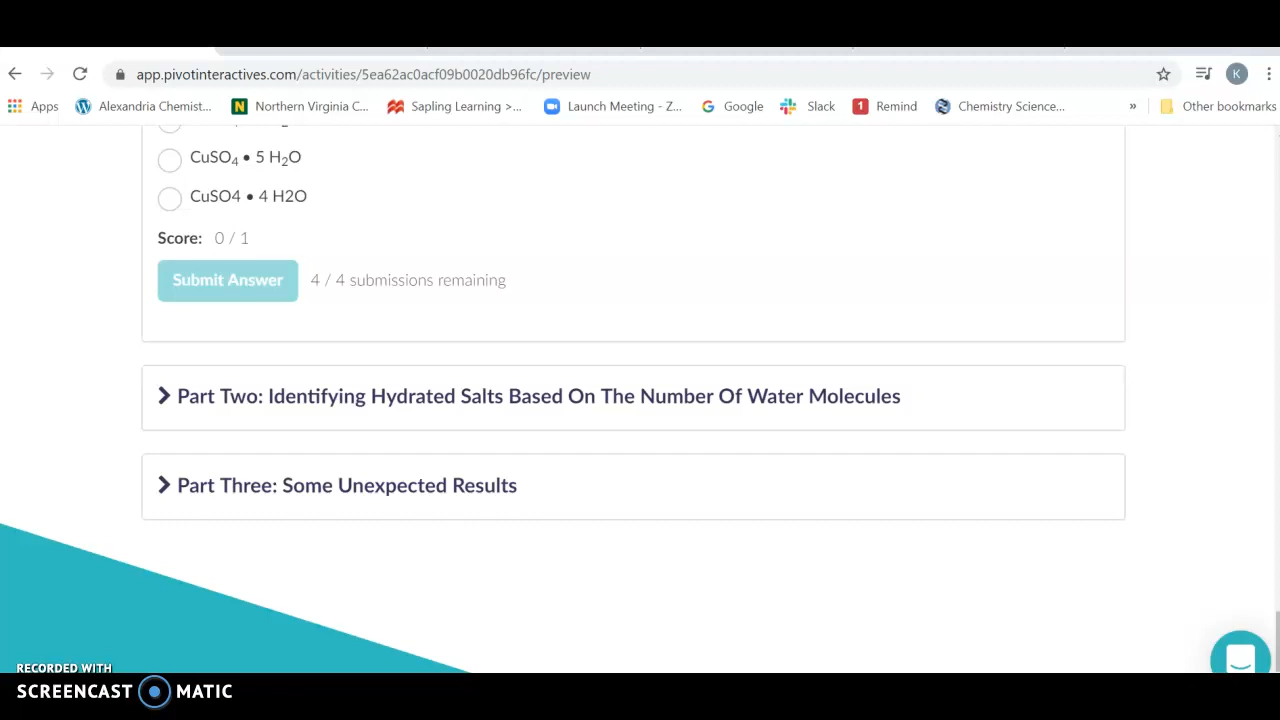 app.pivotinteractives.com/activities/5ea62ac0acf09b0020db96fc/preview K
Apps Alexandria Chemist... N Northern Virginia C... Sapling Learning >... Launch Meeting - Z... G Google Slack 1 Remind Chemistry Science... » Other bookmarks
CuSO₄ • 5 H₂O
CuSO4 • 4 H2O
Score: 0 / 1
Submit Answer 4 / 4 submissions remaining
Part Two: Identifying Hydrated Salts Based On The Number Of Water Molecules
Part Three: Some Unexpected Results
RECORDED WITH
SCREENCAST MATIC